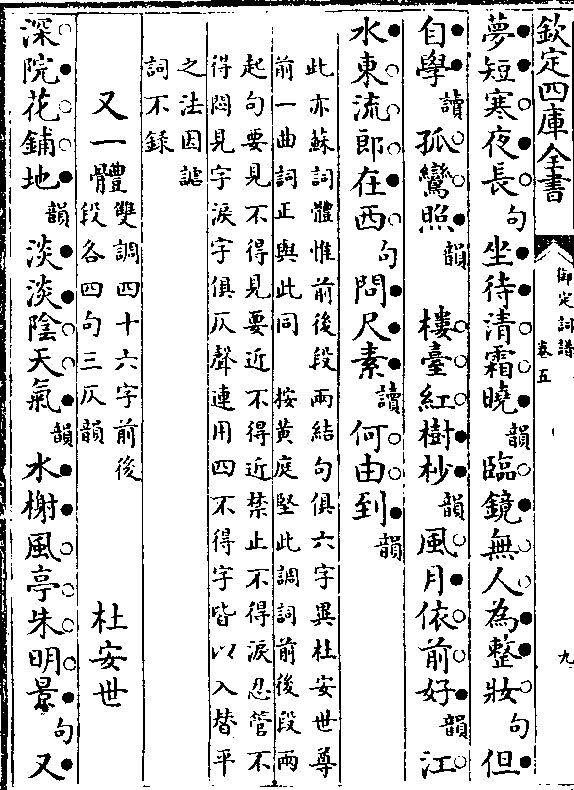 欽定四庫全書
御定詞譜
卷五
九
夢短寒夜長句坐待清霜曉韻臨鏡無人為整妝句但
自學讀孤鸞照韻 樓臺紅樹杪韻風月依前好韻江
水東流郎在西句問尺素讀何由到韻
此亦蘇詞體惟前後段兩結句俱六字異杜安世尊
前一曲詞正與此同 按黃庭堅此調詞前後段兩
起句要見不得見要近不得近禁止不得淚忍管不
得悶見字淚字俱仄聲連用四不得字皆以入替平
之法因諕
詞不錄
又一體雙調四十六字前後
段各四句三仄韻 杜安世
深院花鋪地韻淡淡陰天氣韻水榭風亭朱明景句又